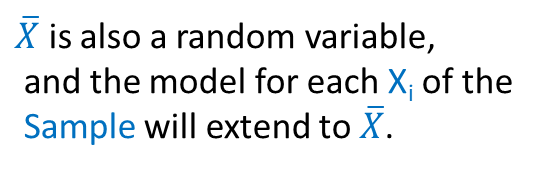 X̅ is also a random variable,
and the model for each Xᵢ of the
Sample will extend to X̅.